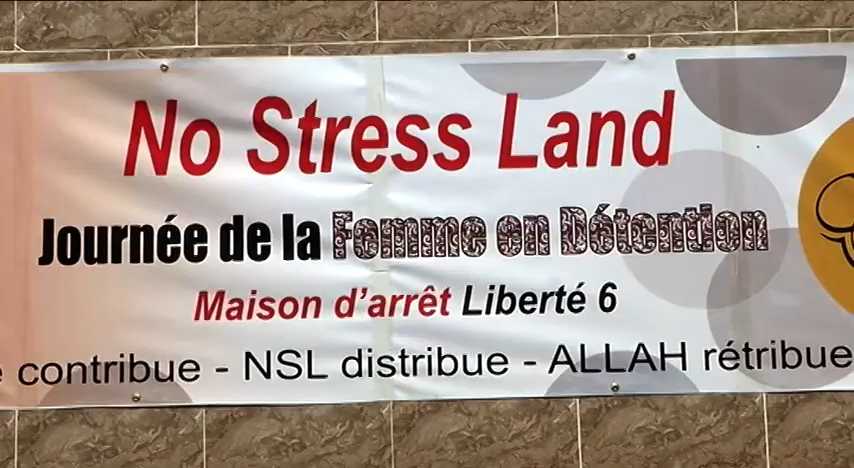 No Stress Land
Journée de la Femme en Détention
Maison d'arrêt Liberté 6
contribue - NSL distribue - ALLAH rétribue